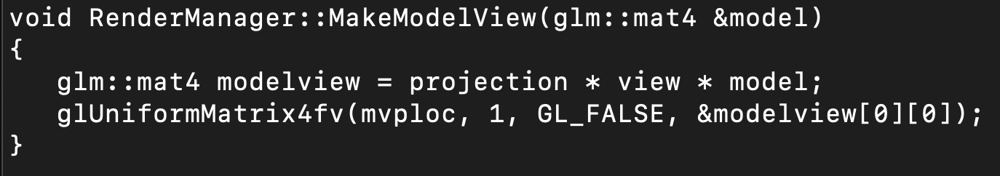 void RenderManager::MakeModelView(glm::mat4 &model)
{
   glm::mat4 modelview = projection * view * model;
   glUniformMatrix4fv(mvploc, 1, GL_FALSE, &modelview[0][0]);
}